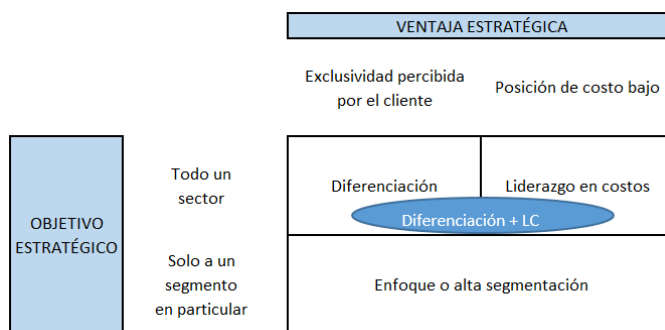 VENTAJA ESTRATÉGICA
Exclusividad percibida
por el cliente
Posición de costo bajo
OBJETIVO
ESTRATÉGICO
Todo un
sector
Diferenciación
Liderazgo en costos
Diferenciación + LC
Solo a un
segmento
en particular
Enfoque o alta segmentación